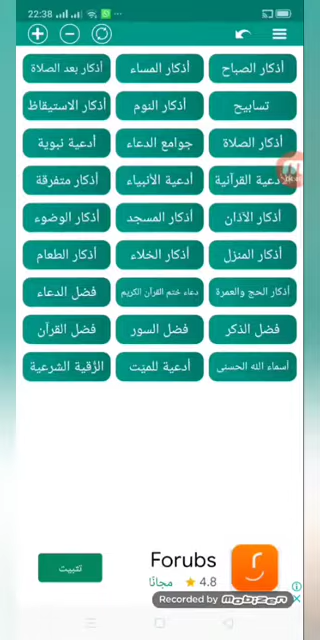 22:38
أذكار الصباح
أذكار المساء
أذكار بعد الصلاة
تسابيح
أذكار النوم
أذكار الاستيقاظ
أذكار الصلاة
جوامع الدعاء
أدعية نبوية
دعية القرآنية
أدعية الأنبياء
أذكار متفرقة
أذكار الآذان
أذكار المسجد
أذكار الوضوء
أذكار المنزل
أذكار الخلاء
أذكار الطعام
أذكار الحج والعمرة
دعاء ختم القرآن الكريم
فضل الدعاء
فضل الذكر
فضل السور
فضل القرآن
أسماء الله الحسنى
أدعية للميّت
الرُّقية الشرعية
Forubs
4.8 ★ مجانًا
تثبيت
Recorded by mobizen